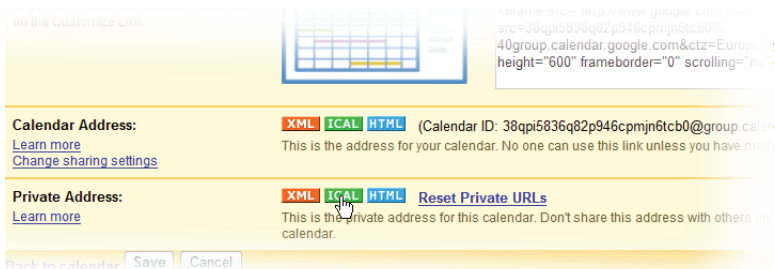 on the Customize Link
<iframe src="http://www.google.com/
src=38qpi5836q82p946cpmjn6tcb0%
40group.calendar.google.com&ctz=Europe
height="600" frameborder="0" scrolling="no"
Calendar Address:
XML ICAL HTML (Calendar ID: 38qpi5836q82p946cpmjn6tcb0@group.calen
Learn more
This is the address for your calendar. No one can use this link unless you have made
Change sharing settings
Private Address:
XML ICAL HTML Reset Private URLs
Learn more
This is the private address for this calendar. Don't share this address with others
calendar.
Back to calendar Save Cancel